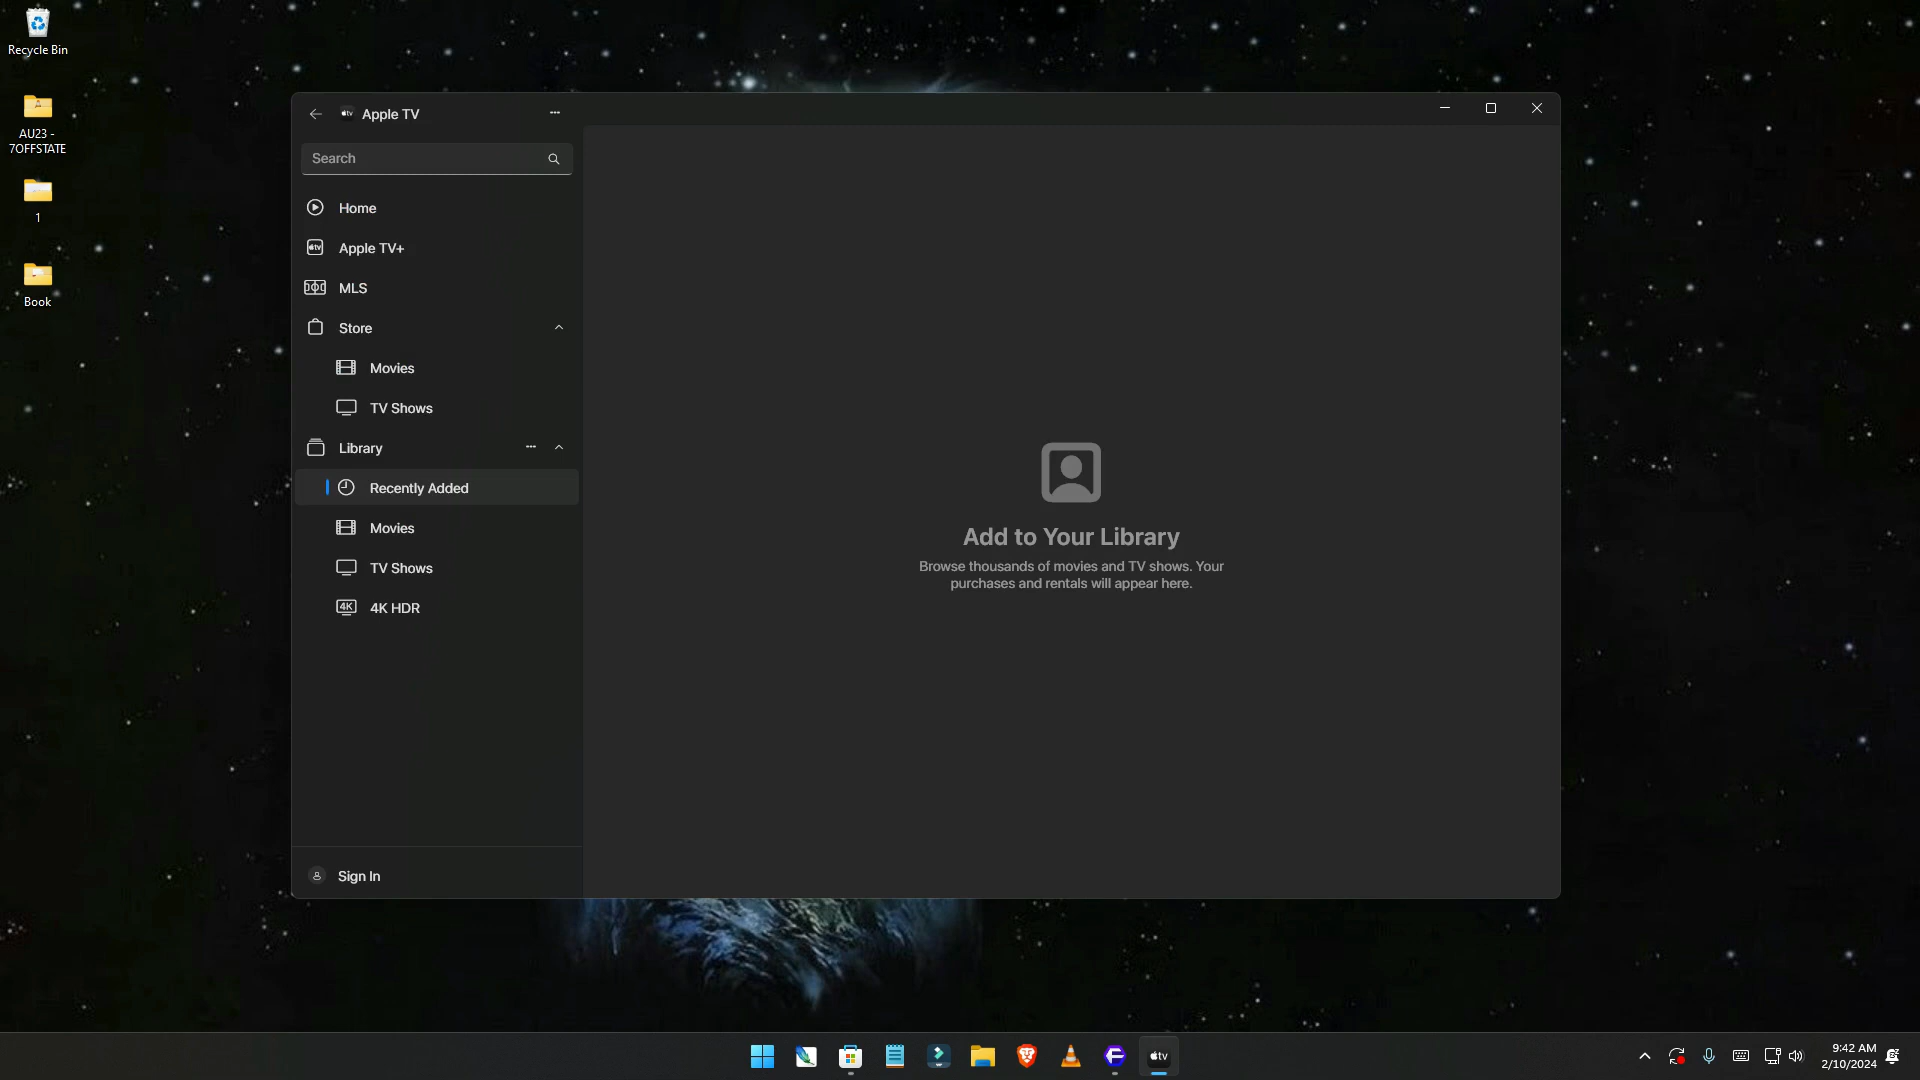 Recycle Bin
AU23 -
7OFFSTATE
1
Book
Apple TV
Search
Home
Apple TV+
MLS
Store
Movies
TV Shows
Library
Recently Added
Movies
TV Shows
4K
4K HDR
Sign In
Add to Your Library
Browse thousands of movies and TV shows. Your
purchases and rentals will appear here.
tv
9:42 AM
2/10/2024